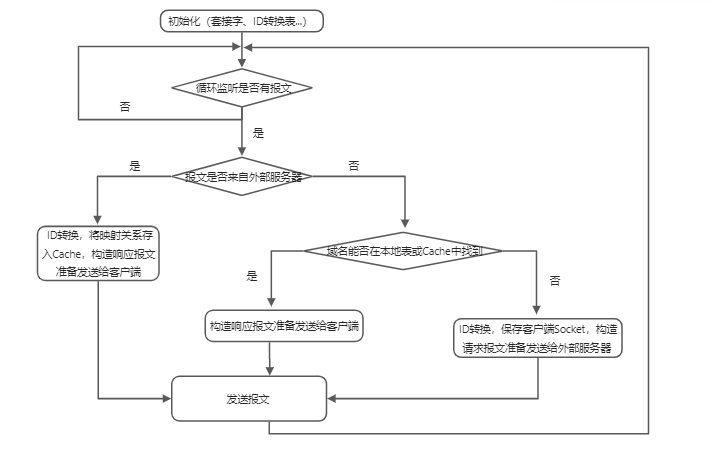 初始化（套接字、ID转换表...）
循环监听是否有报文
否
是
报文是否来自外部服务器
是
否
ID转换，将映射关系存
入Cache，构造响应报文
准备发送给客户端
域名能否在本地表或Cache中找到
是
否
构造响应报文准备发送给客户端
ID转换，保存客户端Socket，构造
请求报文准备发送给外部服务器
发送报文